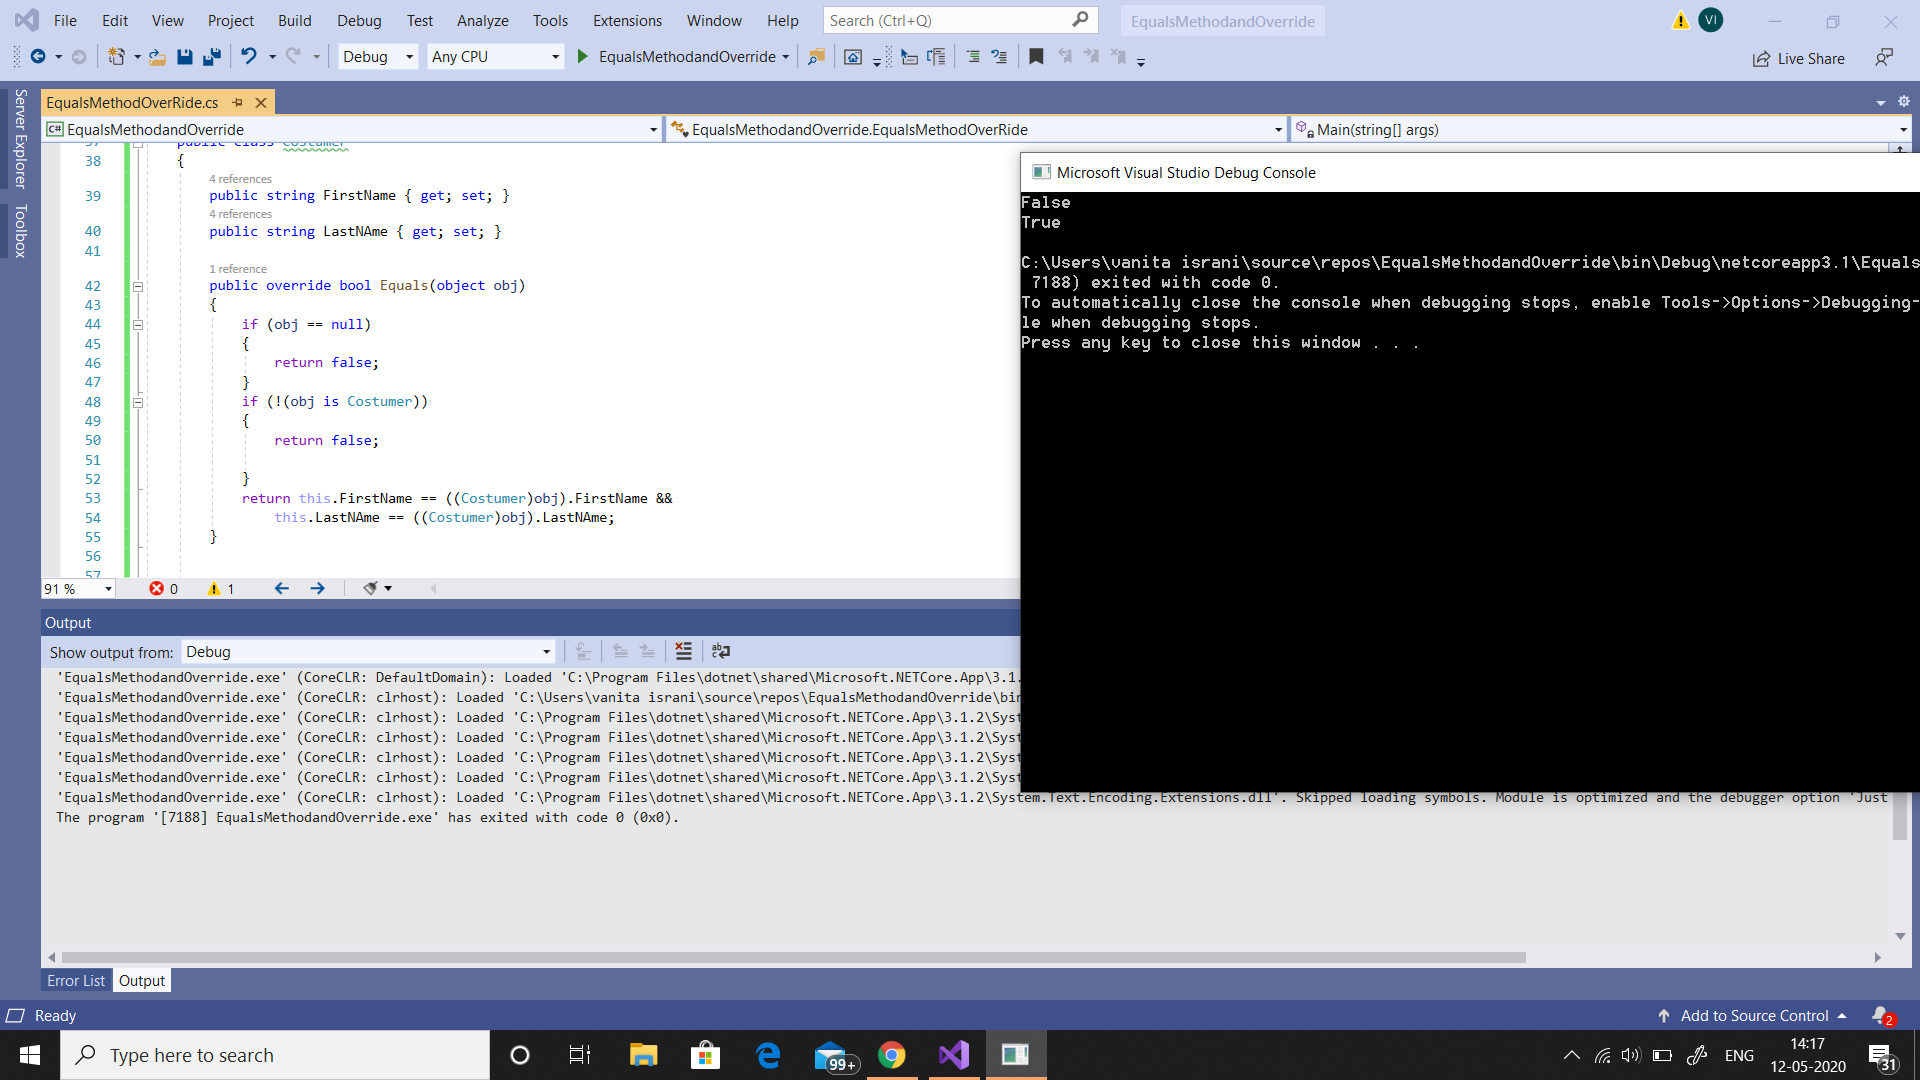 File Edit View Project Build Debug Test Analyze Tools Extensions Window Help Search (Ctrl+Q) EqualsMethodandOverride VI
Debug Any CPU EqualsMethodandOverride Live Share
Server Explorer
Toolbox
EqualsMethodOverRide.cs
C# EqualsMethodandOverride EqualsMethodandOverride.EqualsMethodOverRide Main(string[] args)
37 public class Costumer
38 {
4 references
39 public string FirstName { get; set; }
4 references
40 public string LastNAme { get; set; }
41
1 reference
42 public override bool Equals(object obj)
43 {
44 if (obj == null)
45 {
46 return false;
47 }
48 if (!(obj is Costumer))
49 {
50 return false;
51
52 }
53 return this.FirstName == ((Costumer)obj).FirstName &&
54 this.LastNAme == ((Costumer)obj).LastNAme;
55 }
56
57
91 % 0 1
Microsoft Visual Studio Debug Console
False
True
C:\Users\vanita israni\source\repos\EqualsMethodandOverride\bin\Debug\netcoreapp3.1\Equals
7188) exited with code 0.
To automatically close the console when debugging stops, enable Tools->Options->Debugging-
le when debugging stops.
Press any key to close this window . . .
Output
Show output from: Debug
'EqualsMethodandOverride.exe' (CoreCLR: DefaultDomain): Loaded 'C:\Program Files\dotnet\shared\Microsoft.NETCore.App\3.1.
'EqualsMethodandOverride.exe' (CoreCLR: clrhost): Loaded 'C:\Users\vanita israni\source\repos\EqualsMethodandOverride\bin
'EqualsMethodandOverride.exe' (CoreCLR: clrhost): Loaded 'C:\Program Files\dotnet\shared\Microsoft.NETCore.App\3.1.2\Syst
'EqualsMethodandOverride.exe' (CoreCLR: clrhost): Loaded 'C:\Program Files\dotnet\shared\Microsoft.NETCore.App\3.1.2\Syst
'EqualsMethodandOverride.exe' (CoreCLR: clrhost): Loaded 'C:\Program Files\dotnet\shared\Microsoft.NETCore.App\3.1.2\Syst
'EqualsMethodandOverride.exe' (CoreCLR: clrhost): Loaded 'C:\Program Files\dotnet\shared\Microsoft.NETCore.App\3.1.2\Syst
'EqualsMethodandOverride.exe' (CoreCLR: clrhost): Loaded 'C:\Program Files\dotnet\shared\Microsoft.NETCore.App\3.1.2\System.Text.Encoding.Extensions.dll'. Skipped loading symbols. Module is optimized and the debugger option 'Just
The program '[7188] EqualsMethodandOverride.exe' has exited with code 0 (0x0).
Error List Output
Ready Add to Source Control 2
Type here to search 99+ ENG 14:17
12-05-2020 31